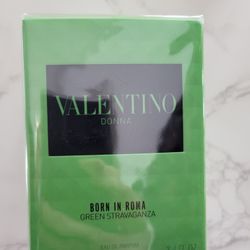 VALENTINO
DONNA
BORN IN ROMA
GREEN STRAVAGANZA
EAU DE PARFUM